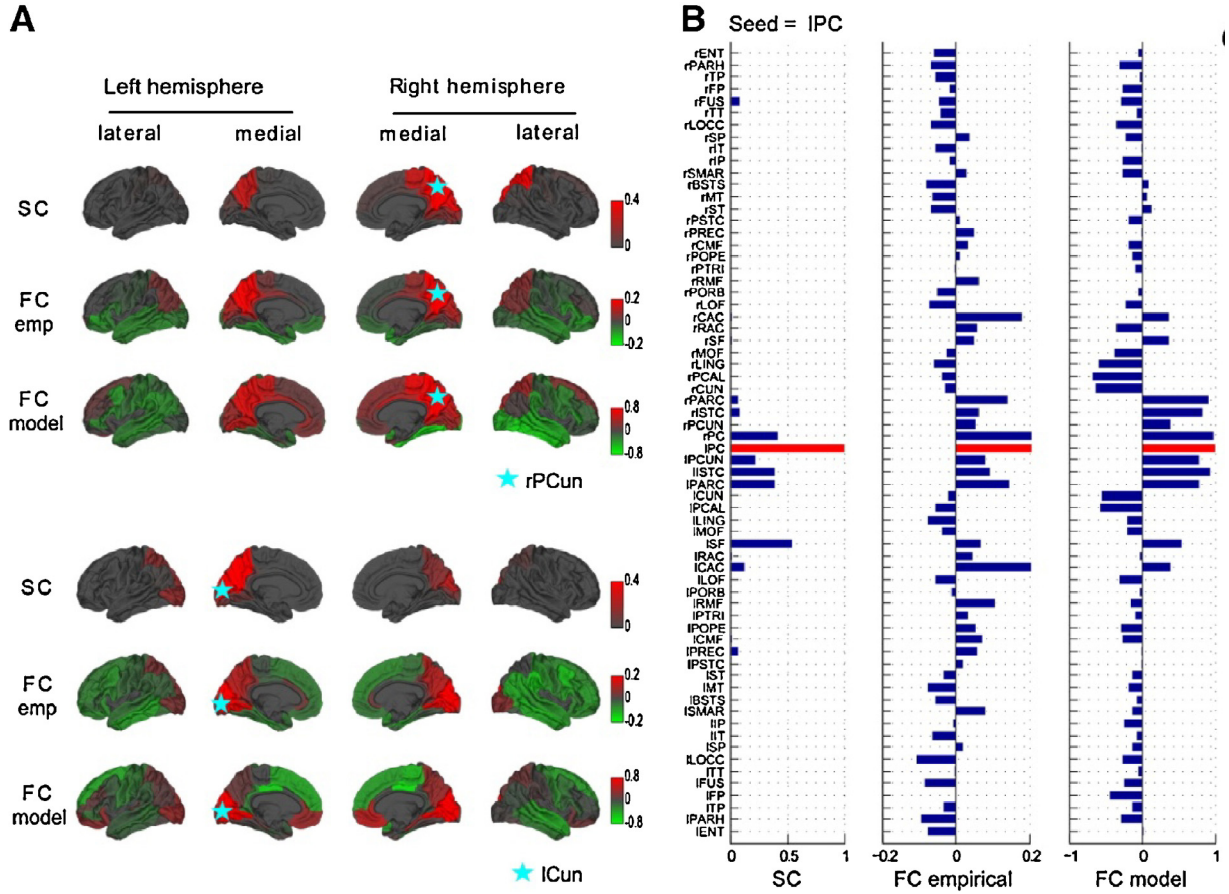 A
Left hemisphere
Right hemisphere
lateral
medial
medial
lateral
SC
0.4
0
FC
emp
0.2
0
-0.2
FC
model
0.8
0
-0.8
rPCun
SC
0.4
0
FC
emp
0.2
0
-0.2
FC
model
0.8
0
-0.8
lCun
B
Seed = lPC
rENT
rPARH
rTP
rFP
rFUS
rTT
rLOCC
rSP
rIT
rIP
rSMAR
rBSTS
rMT
rST
rPSTC
rPREC
rCMF
rPOPE
rPTRI
rRMF
rPORB
rLOF
rCAC
rRAC
rSF
rMOF
rLING
rPCAL
rCUN
rPARC
rISTC
rPCUN
rPC
lPC
lPCUN
lISTC
lPARC
lCUN
lPCAL
lLING
lMOF
lSF
lRAC
lCAC
lLOF
lPORB
lRMF
lPTRI
lPOPE
lCMF
lPREC
lPSTC
lST
lMT
lBSTS
lSMAR
lIP
lIT
lSP
lLOCC
lTT
lFUS
lFP
lTP
lPARH
lENT
0 0.5 1
SC
-0.2 0 0.2
FC empirical
-1 0 1
FC model